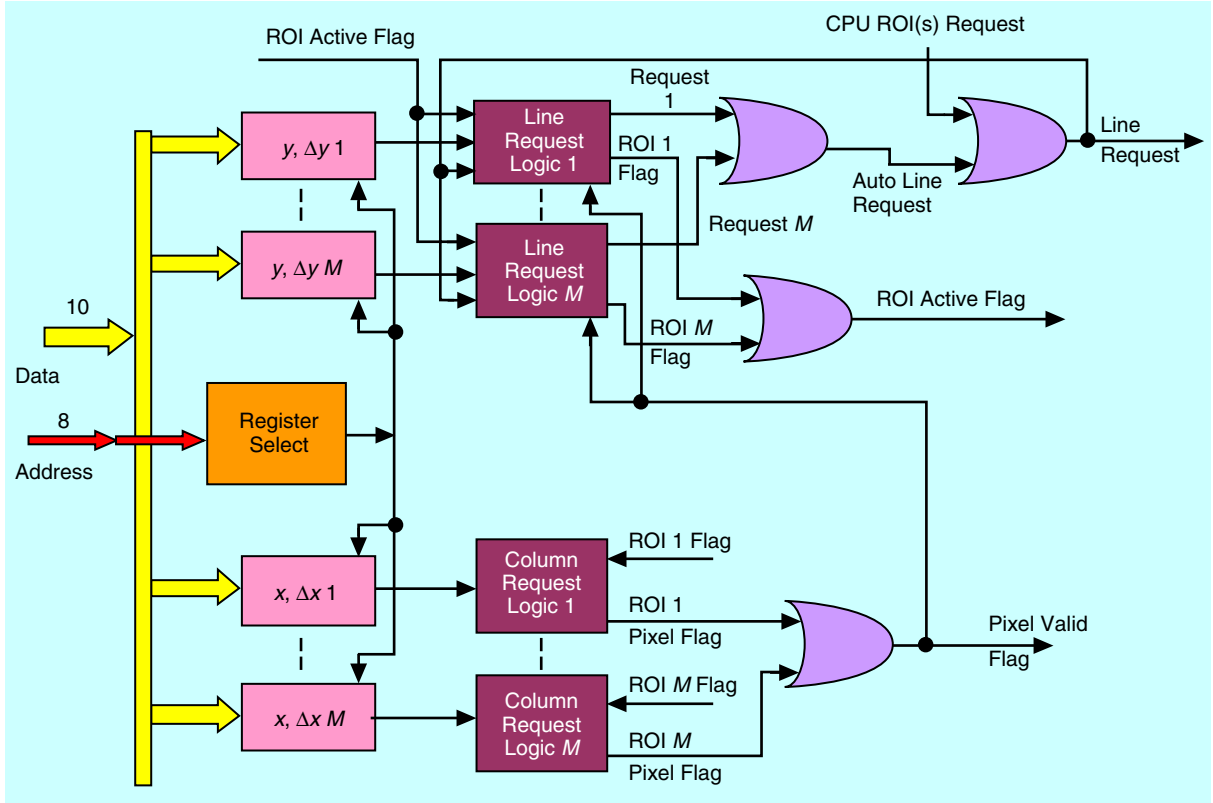 CPU ROI(s) Request
ROI Active Flag
Request
1
Line
Request
Logic 1
y, Δy 1
ROI 1
Flag
Line
Request
Auto Line
Request
Request M
y, Δy M
Line
Request
Logic M
10
Data
ROI Active Flag
ROI M
Flag
8
Address
Register
Select
x, Δx 1
Column
Request
Logic 1
ROI 1 Flag
ROI 1
Pixel Flag
Pixel Valid
Flag
x, Δx M
Column
Request
Logic M
ROI M Flag
ROI M
Pixel Flag